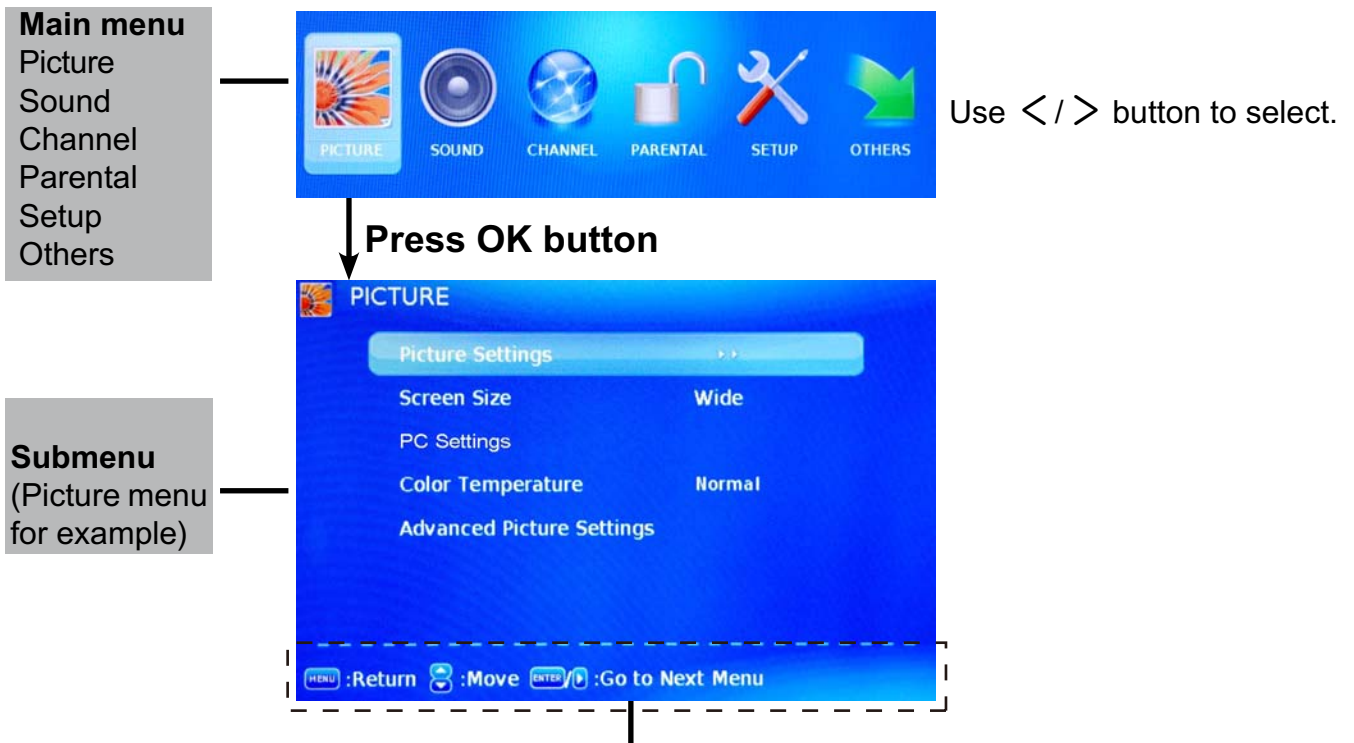 Main menu
Picture
Sound
Channel
Parental
Setup
Others
PICTURE SOUND CHANNEL PARENTAL SETUP OTHERS
Use < / > button to select.
Press OK button
PICTURE
Picture Settings
Screen Size Wide
PC Settings
Color Temperature Normal
Advanced Picture Settings
Submenu
(Picture menu
for example)
MENU :Return :Move ENTER/ :Go to Next Menu